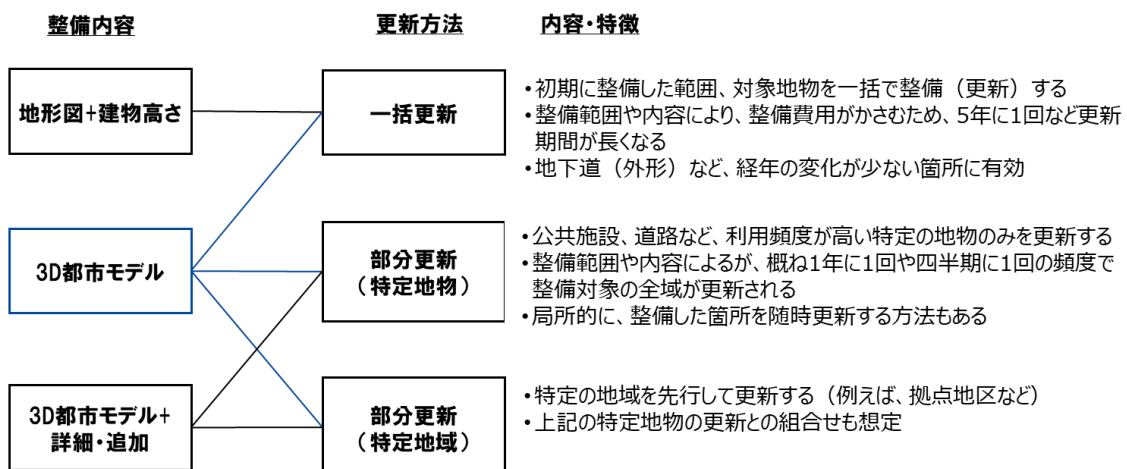 整備内容
更新方法
内容・特徴
地形図+建物高さ
一括更新
・初期に整備した範囲、対象地物を一括で整備（更新）する
・整備範囲や内容により、整備費用がかさむため、5年に1回など更新
期間が長くなる
・地下道（外形）など、経年の変化が少ない箇所に有効
3D都市モデル
部分更新
（特定地物）
・公共施設、道路など、利用頻度が高い特定の地物のみを更新する
・整備範囲や内容によるが、概ね1年に1回や四半期に1回の頻度で
整備対象の全域が更新される
・局所的に、整備した箇所を随時更新する方法もある
3D都市モデル+
詳細・追加
部分更新
（特定地域）
・特定の地域を先行して更新する（例えば、拠点地区など）
・上記の特定地物の更新との組合せも想定